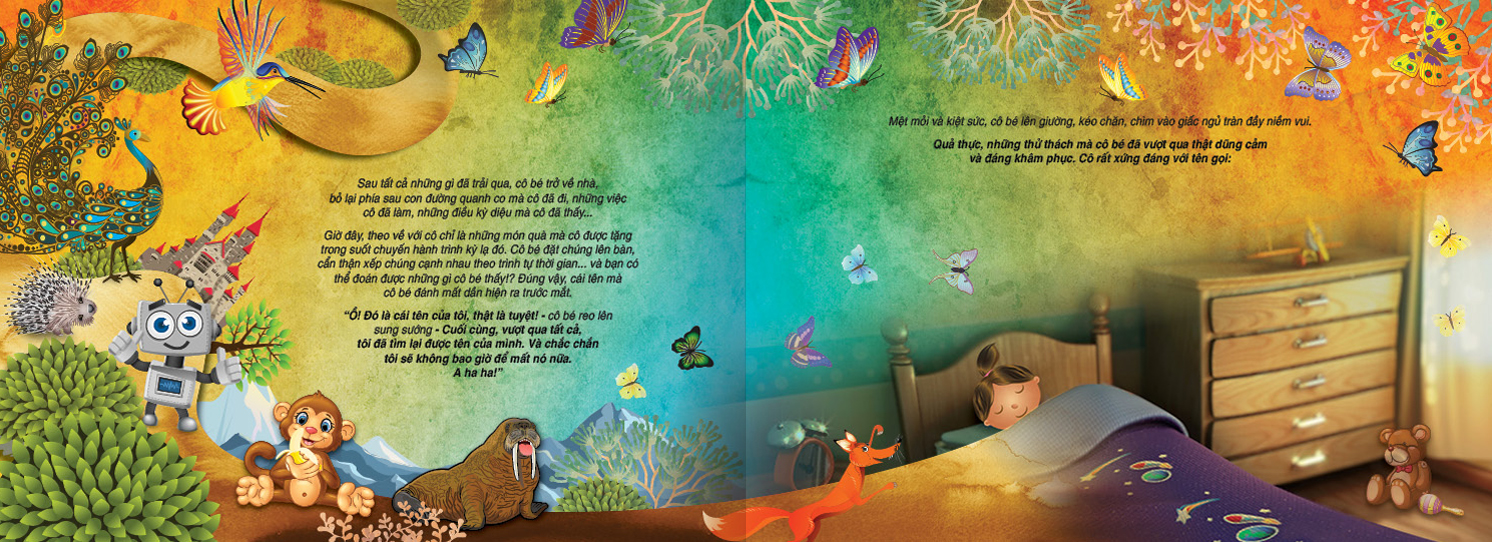 Sau tất cả những gì đã trải qua, cô bé trở về nhà,
bỏ lại phía sau con đường quanh co mà cô đã đi, những việc
cô đã làm, những điều kỳ diệu mà cô đã thấy...
Giờ đây, theo về với cô chỉ là những món quà mà cô được tặng
trong suốt chuyến hành trình kỳ lạ đó. Cô bé đặt chúng lên bàn,
cẩn thận xếp chúng cạnh nhau theo trình tự thời gian... và bạn có
thể đoán được những gì cô bé thấy!? Đúng vậy, cái tên mà
cô bé đánh mất dần hiện ra trước mắt.
“Ồ! Đó là cái tên của tôi, thật là tuyệt! - cô bé reo lên
sung sướng - Cuối cùng, vượt qua tất cả,
tôi đã tìm lại được tên của mình. Và chắc chắn
tôi sẽ không bao giờ để mất nó nữa.
A ha ha!”
Mệt mỏi và kiệt sức, cô bé lên giường, kéo chăn, chìm vào giấc ngủ tràn đầy niềm vui.
Quả thực, những thử thách mà cô bé đã vượt qua thật dũng cảm
và đáng khâm phục. Cô rất xứng đáng với tên gọi: